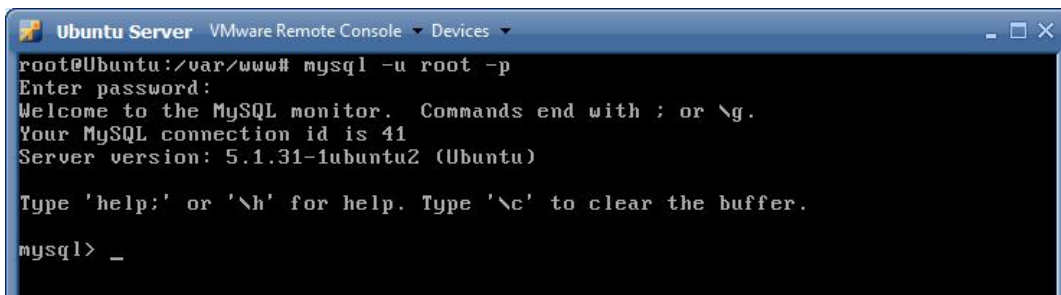 Ubuntu Server VMware Remote Console Devices
root@Ubuntu:/var/www# mysql -u root -p
Enter password:
Welcome to the MySQL monitor.  Commands end with ; or \g.
Your MySQL connection id is 41
Server version: 5.1.31-1ubuntu2 (Ubuntu)
Type 'help;' or '\h' for help. Type '\c' to clear the buffer.
mysql> _